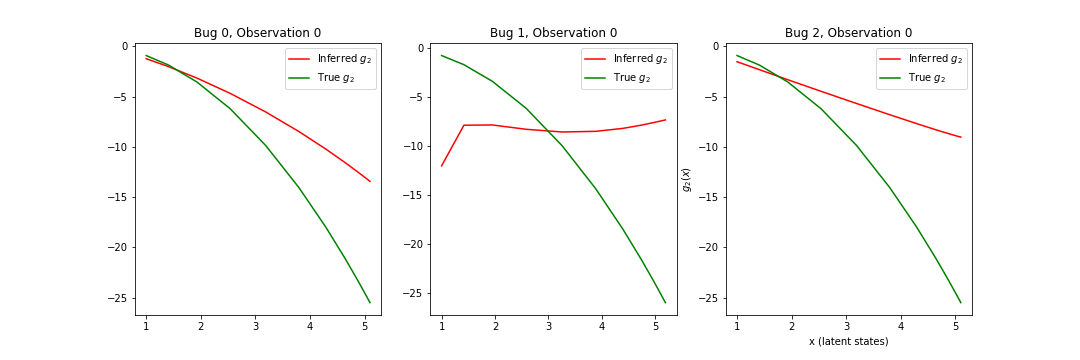 Bug 0, Observation 0
Inferred g₂
True g₂
0
−5
−10
−15
−20
−25
1 2 3 4 5
Bug 1, Observation 0
Inferred g₂
True g₂
0
−5
−10
−15
−20
−25
1 2 3 4 5
Bug 2, Observation 0
Inferred g₂
True g₂
g₂(x)
0
−5
−10
−15
−20
−25
1 2 3 4 5
x (latent states)